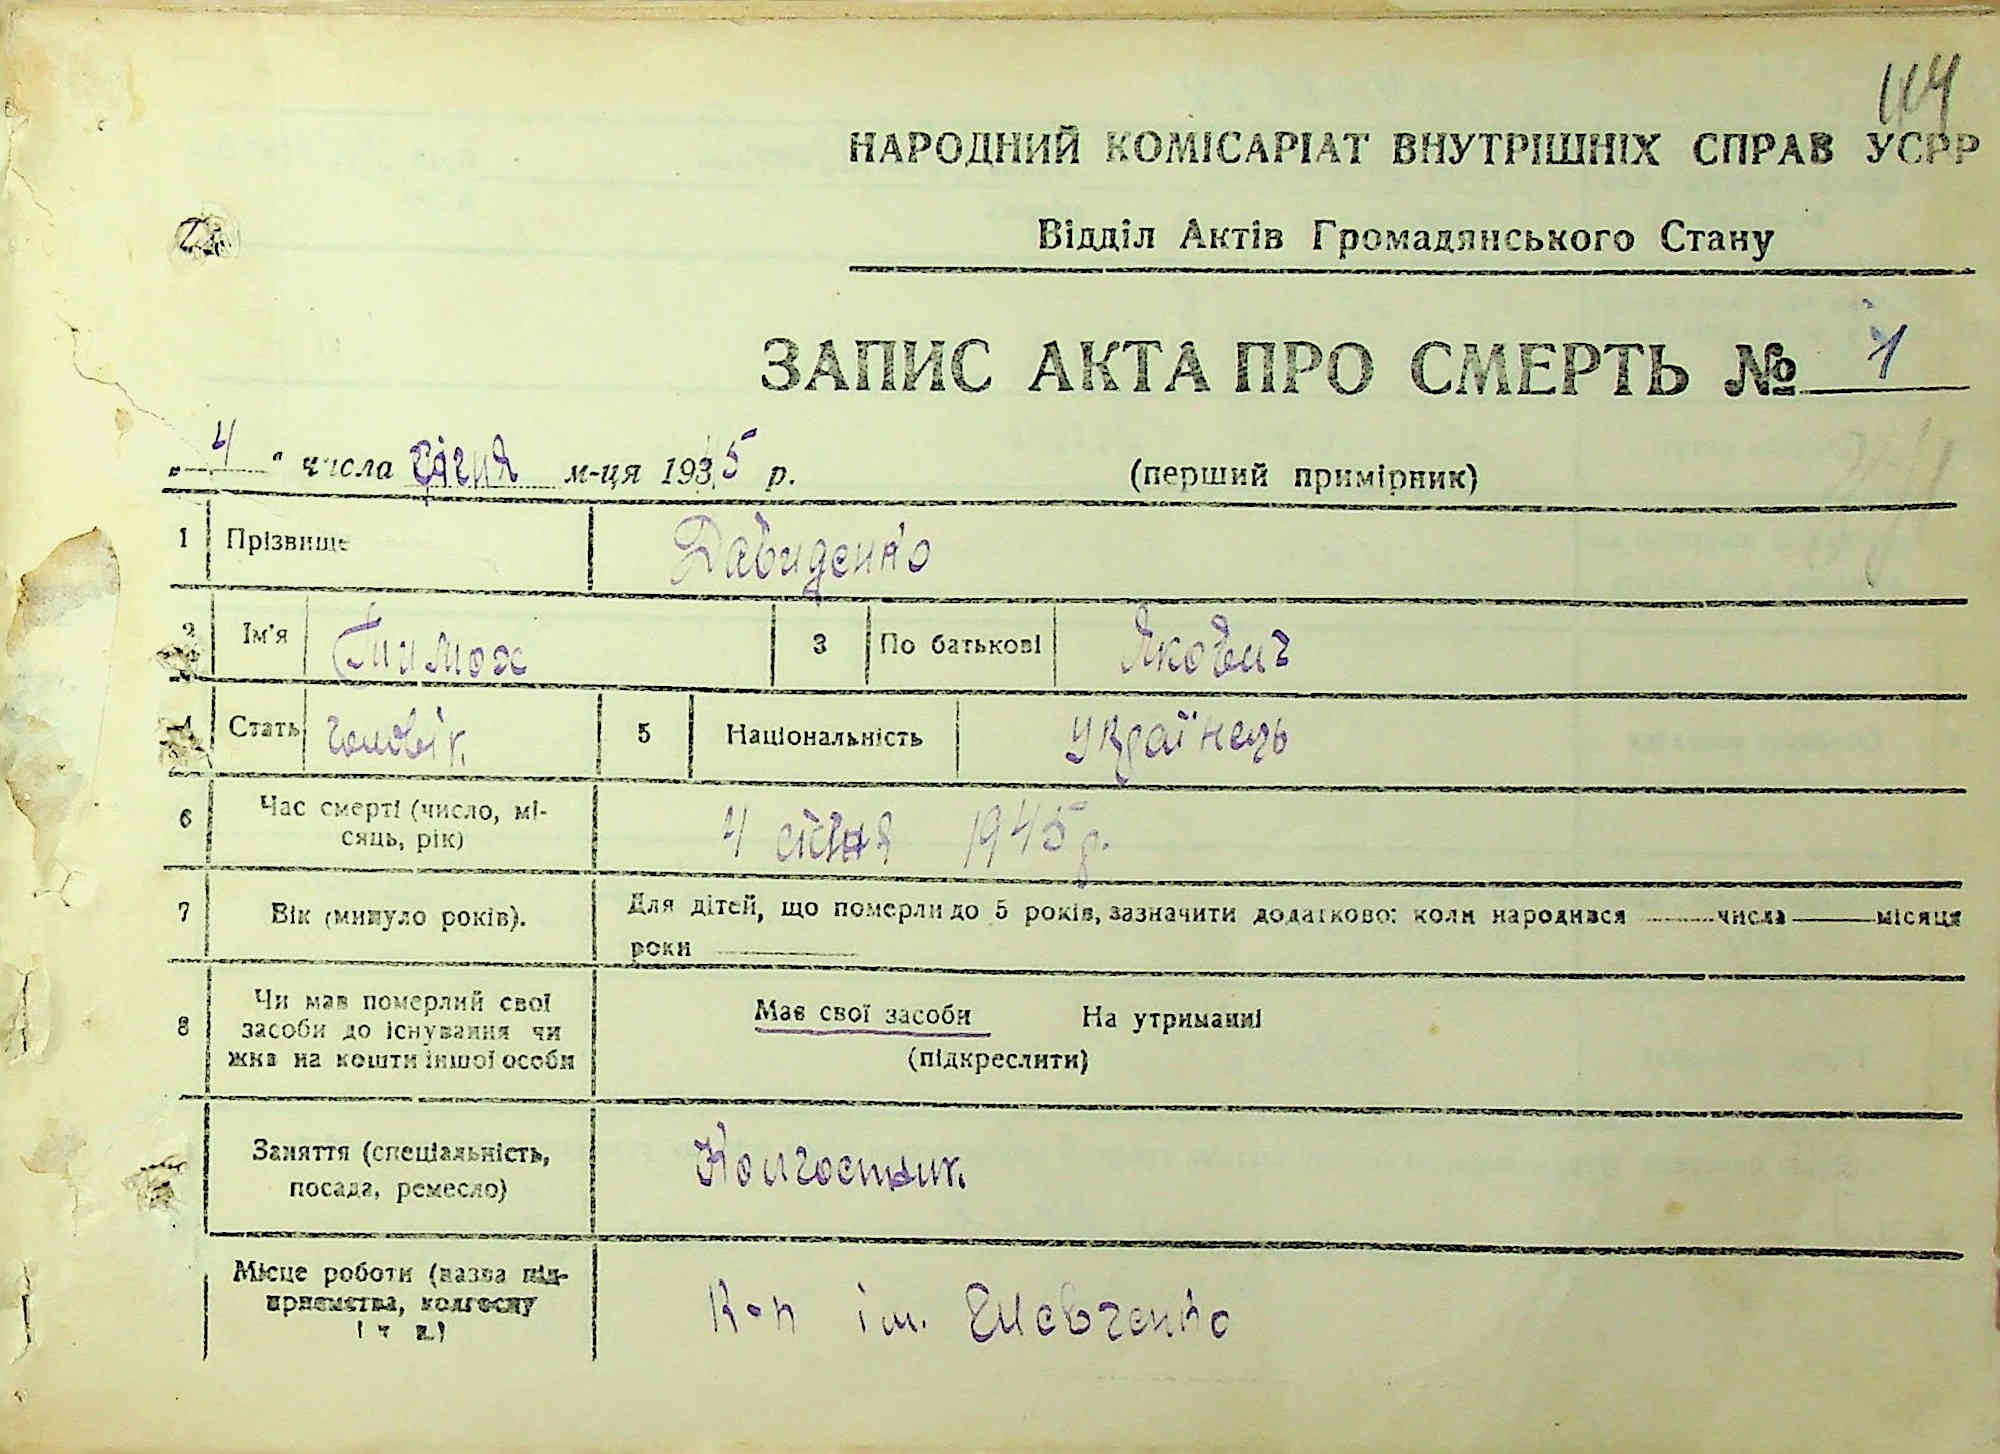 114
НАРОДНИЙ КОМІСАРІАТ ВНУТРІШНІХ СПРАВ УСРР
Відділ Актів Громадянського Стану
ЗАПИС АКТА ПРО СМЕРТЬ № 1
„ 4 " числа січня м-ця 1945 р. (перший примірник)
1 Прізвище Давиденко
2 Ім'я Тимох 3 По батькові Якович
4 Стать чоловік. 5 Національність Українець
6 Час смерті (число, мі-
сяць, рік) 4 січня 1945 р.
7 Вік (минуло років). Для дітей, що померли до 5 років, зазначити додатково: коли народився числа місяця
роки
8 Чи мав померлий свої
засоби до існування чи
жив на кошти іншої особи
Має свої засоби На утриманні
(підкреслити)
Заняття (спеціальність,
посада, ремесло) Колгоспник.
Місце роботи (назва під-
приємства, колгоспу
і т. д.) К-п ім. Шевченко